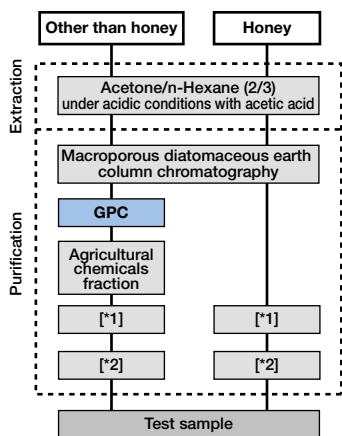 Other than honey
Honey
Extraction
Acetone/n-Hexane (2/3)
under acidic conditions with acetic acid
Purification
Macroporous diatomaceous earth
column chromatography
GPC
Agricultural
chemicals
fraction
[*1]
[*1]
[*2]
[*2]
Test sample